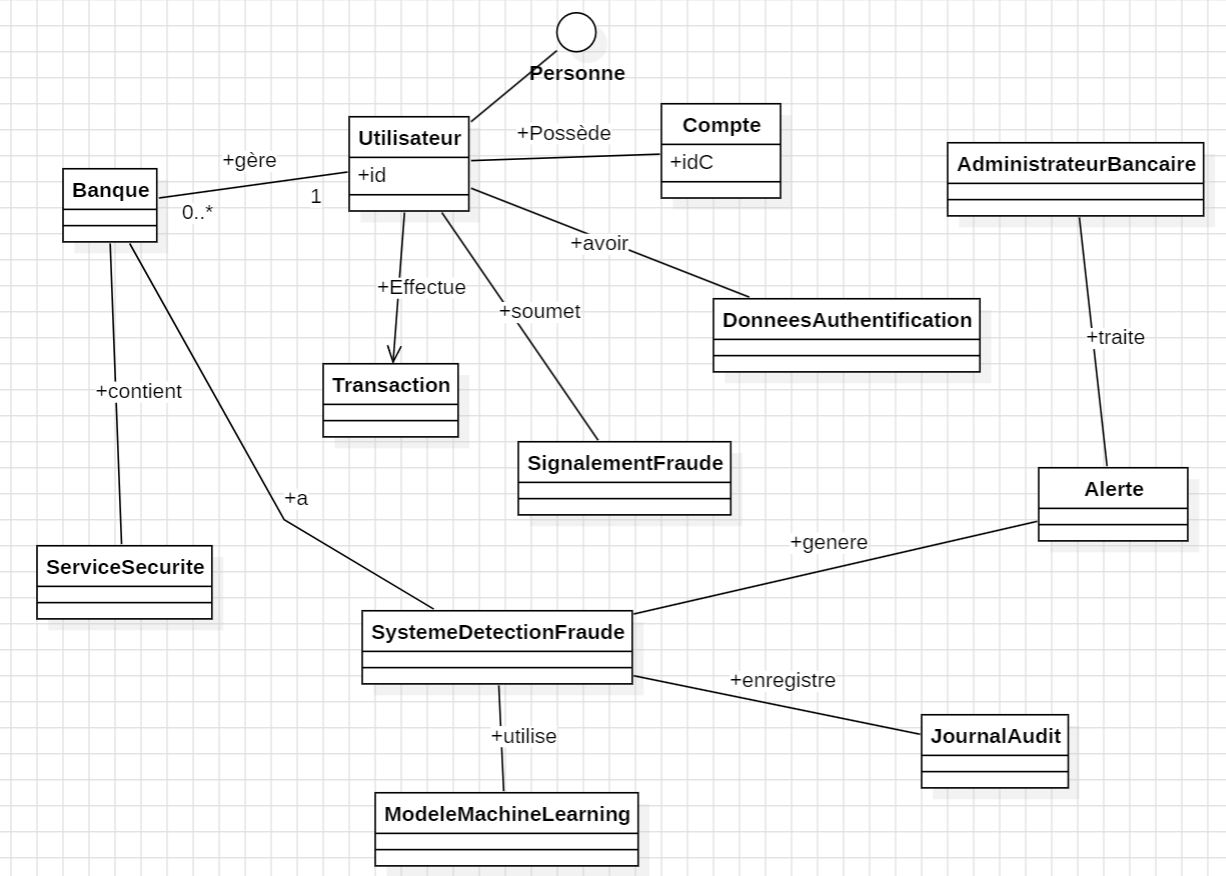 Personne
Compte
+Possède
Utilisateur
+gère
AdministrateurBancaire
+idC
+id
Banque
1
0..*
+avoir
+Effectue
+soumet
DonneesAuthentification
+traite
Transaction
+contient
SignalementFraude
Alerte
+a
+genere
ServiceSecurite
SystemeDetectionFraude
+enregistre
+utilise
JournalAudit
ModeleMachineLearning